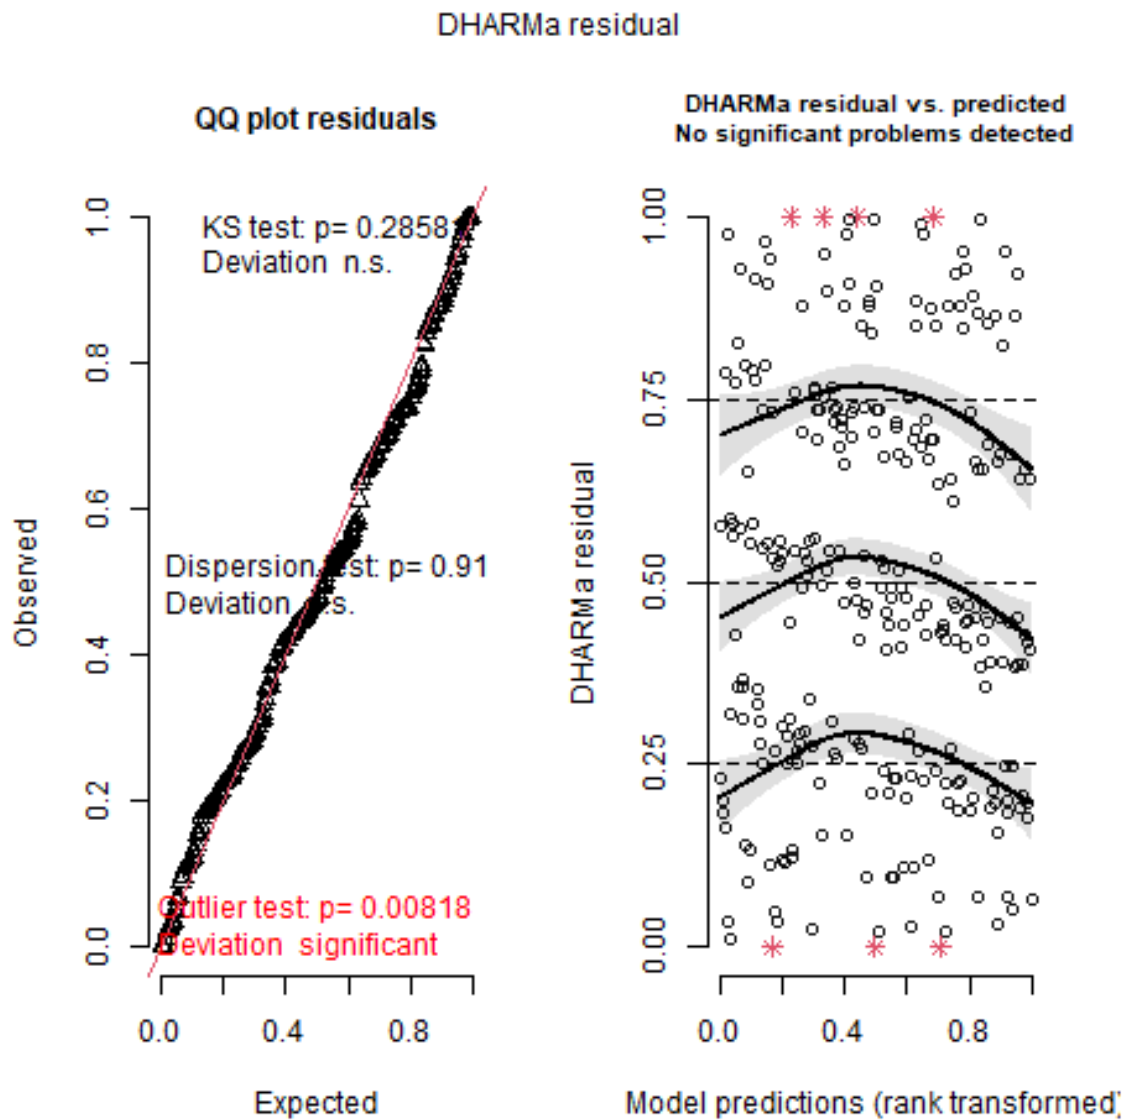 DHARMa residual
QQ plot residuals
KS test: p= 0.2858
Deviation n.s.
Dispersion test: p= 0.91
Deviation n.s.
Outlier test: p= 0.00818
Deviation significant
Observed
0.0
0.2
0.4
0.6
0.8
1.0
0.0
0.4
0.8
Expected
DHARMa residual vs. predicted
No significant problems detected
DHARMa residual
0.00
0.25
0.50
0.75
1.00
0.0
0.4
0.8
Model predictions (rank transformed)